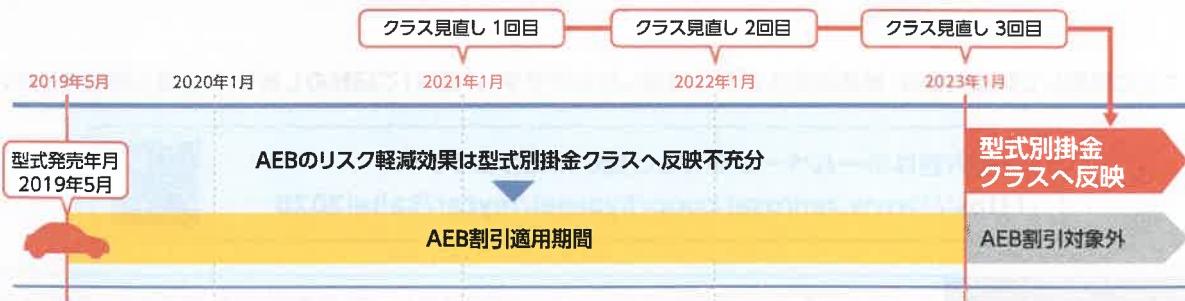 クラス見直し 1回目
クラス見直し 2回目
クラス見直し 3回目
2019年5月
2020年1月
2021年1月
2022年1月
2023年1月
型式発売年月
2019年5月
AEBのリスク軽減効果は型式別掛金クラスへ反映不充分
型式別掛金
クラスへ反映
AEB割引適用期間
AEB割引対象外